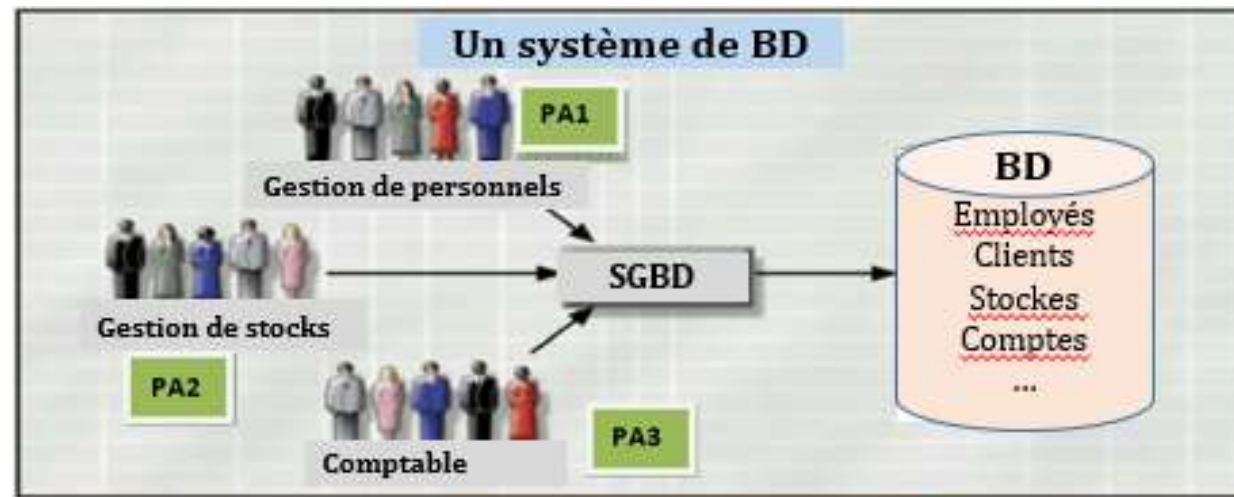 Un système de BD
PA1
Gestion de personnels
Gestion de stocks
PA2
Comptable
PA3
SGBD
BD
Employés
Clients
Stockes
Comptes
...